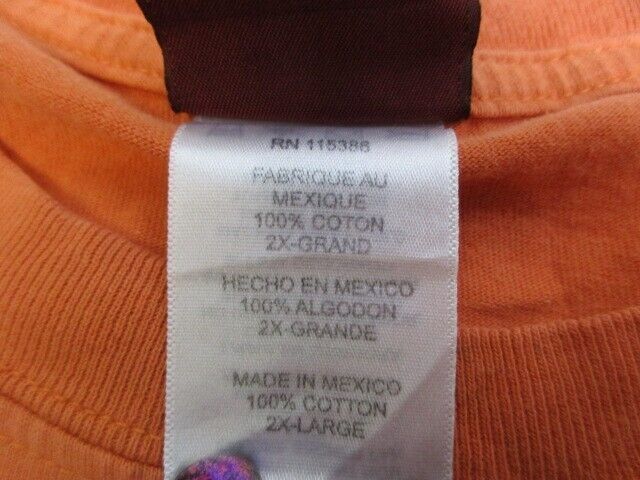 RN 115386
FABRIQUE AU
MEXIQUE
100% COTON
2X-GRAND
HECHO EN MEXICO
100% ALGODON
2X-GRANDE
MADE IN MEXICO
100% COTTON
2X-LARGE